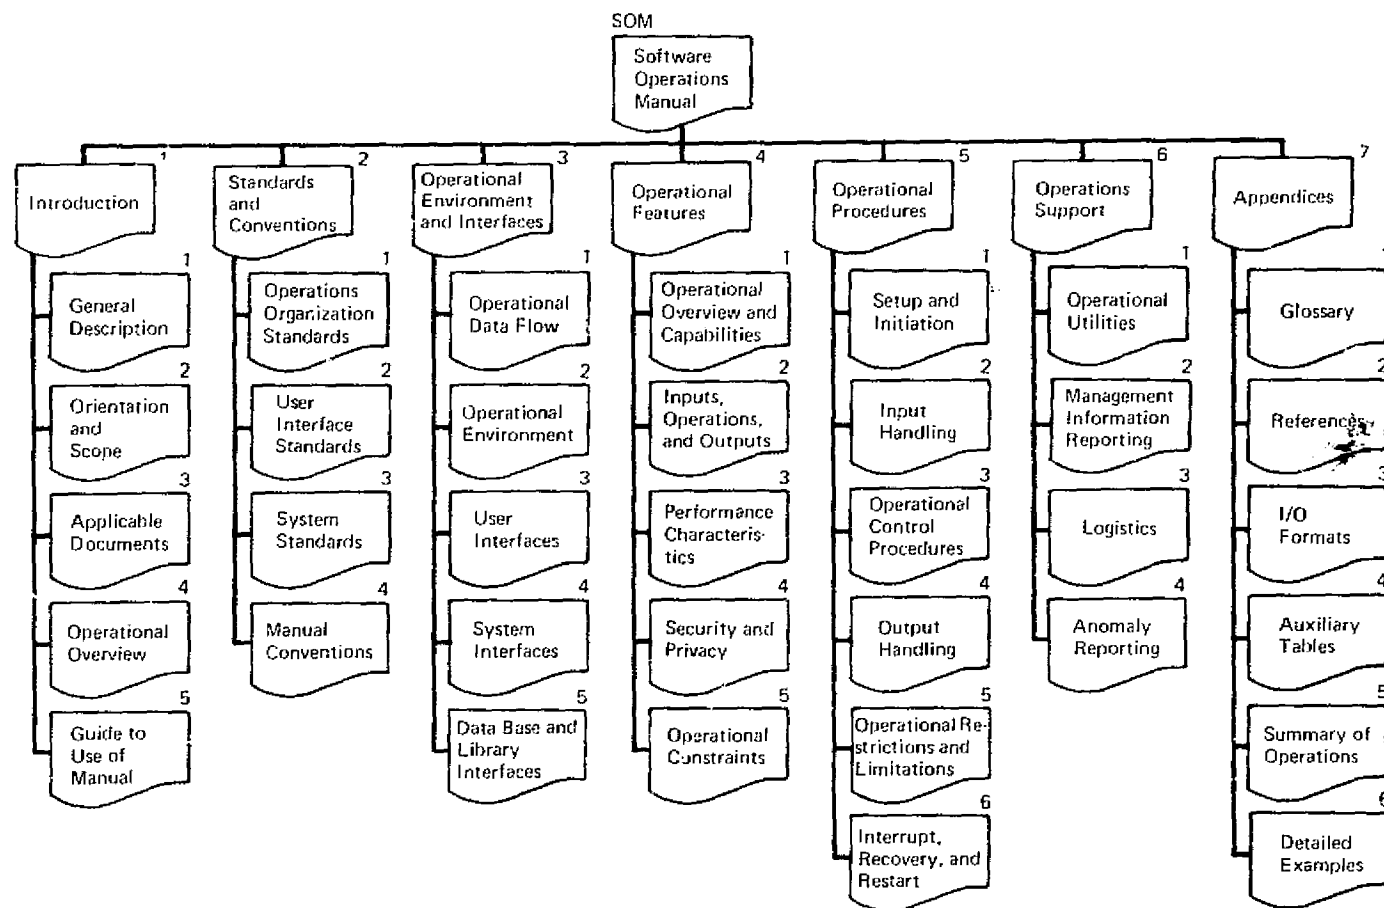 SOM
Software
Operations
Manual
1
Introduction
1
General
Description
2
Orientation
and
Scope
3
Applicable
Documents
4
Operational
Overview
5
Guide to
Use of
Manual
2
Standards
and
Conventions
1
Operations
Organization
Standards
2
User
Interface
Standards
3
System
Standards
4
Manual
Conventions
3
Operational
Environment
and Interfaces
1
Operational
Data Flow
2
Operational
Environment
3
User
Interfaces
4
System
Interfaces
5
Data Base and
Library
Interfaces
4
Operational
Features
1
Operational
Overview and
Capabilities
2
Inputs,
Operations,
and Outputs
3
Performance
Characteris-
tics
4
Security and
Privacy
5
Operational
Constraints
5
Operational
Procedures
1
Setup and
Initiation
2
Input
Handling
3
Operational
Control
Procedures
4
Output
Handling
5
Operational Re-
strictions and
Limitations
6
Interrupt,
Recovery, and
Restart
6
Operations
Support
1
Operational
Utilities
2
Management
Information
Reporting
3
Logistics
4
Anomaly
Reporting
7
Appendices
Glossary
2
References
3
I/O
Formats
4
Auxiliary
Tables
5
Summary of
Operations
6
Detailed
Examples